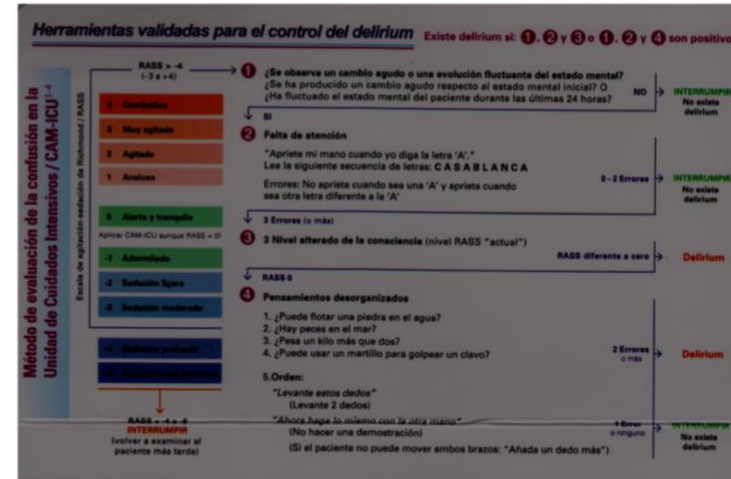 Herramientas validadas para el control del delirium
Existe delirium si: 1, 2 y 3 o 1, 2 y 4 son positivo
Método de evaluación de la confusión en la
Unidad de Cuidados Intensivos / CAM-ICU1-4
Escala de agitación-sedación de Richmond / RASS
RASS > -4
(-3 a +4)
4 Combativo
3 Muy agitado
2 Agitado
1 Ansioso
0 Alerta y tranquilo
Aplicar CAM-ICU aunque RASS = 0!
-1 Adormilado
-2 Sedación ligera
-3 Sedación moderada
-4 Sedación profunda
RASS = -4 o -5
INTERRUMPIR
(volver a examinar al
paciente más tarde)
1 ¿Se observa un cambio agudo o una evolución fluctuante del estado mental?
¿Se ha producido un cambio agudo respecto al estado mental inicial? O
¿Ha fluctuado el estado mental del paciente durante las últimas 24 horas?
NO
INTERRUMPIR
No existe
delirium
SI
2 Falta de atención
"Apriete mi mano cuando yo diga la letra 'A'."
Lea la siguiente secuencia de letras: C A S A B L A N C A
Errores: No aprieta cuando sea una 'A' y aprieta cuando
sea otra letra diferente a la 'A'
0 - 2 Errores
INTERRUMPIR
No existe
delirium
3 Errores (o más)
3 3 Nivel alterado de la consciencia (nivel RASS "actual")
RASS diferente a cero
Delirium
RASS 0
4 Pensamientos desorganizados
1. ¿Puede flotar una piedra en el agua?
2. ¿Hay peces en el mar?
3. ¿Pesa un kilo más que dos?
4. ¿Puede usar un martillo para golpear un clavo?
2 Errores
o más
Delirium
5.Orden:
"Levante estos dedos"
(Levante 2 dedos)
"Ahora haga lo mismo con la otra mano"
(No hacer una demostración)
(Si el paciente no puede mover ambos brazos: "Añada un dedo más")
1 Error
o ninguno
INTERRUMPIR
No existe
delirium